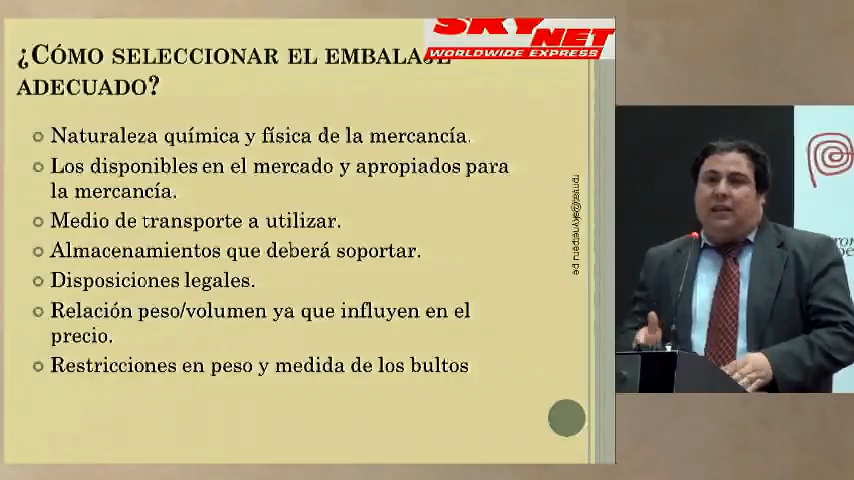 SKY NET
WORLDWIDE EXPRESS
¿CÓMO SELECCIONAR EL EMBALAJE
ADECUADO?
Naturaleza química y física de la mercancía.
Los disponibles en el mercado y apropiados para
la mercancía.
Medio de transporte a utilizar.
Almacenamientos que deberá soportar.
Disposiciones legales.
Relación peso/volumen ya que influyen en el
precio.
Restricciones en peso y medida de los bultos